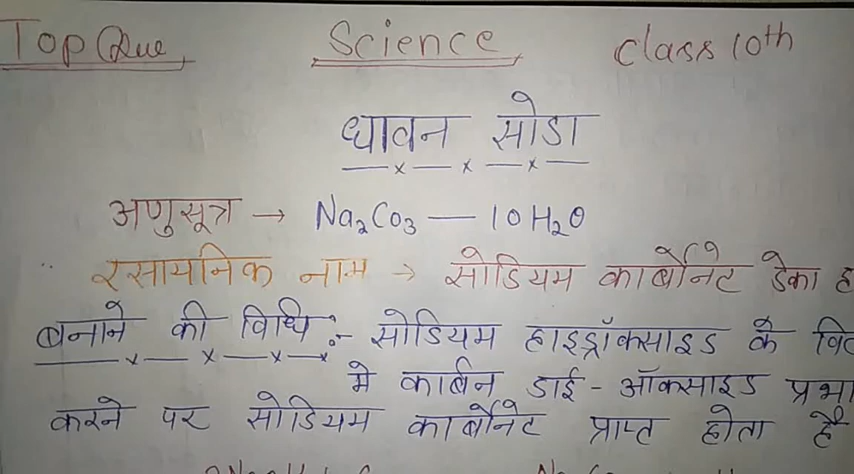 Top Que Science Class 10th
धावन सोडा
अणुसूत्र → Na₂Co₃ — 10H₂O
रसायनिक नाम → सोडियम कार्बोनेट डेका
बनाने की विधि :- सोडियम हाइड्रॉक्साइड के
मे कार्बन डाई-ऑक्साइड
करने पर सोडियम कार्बोनेट प्राप्त होता है